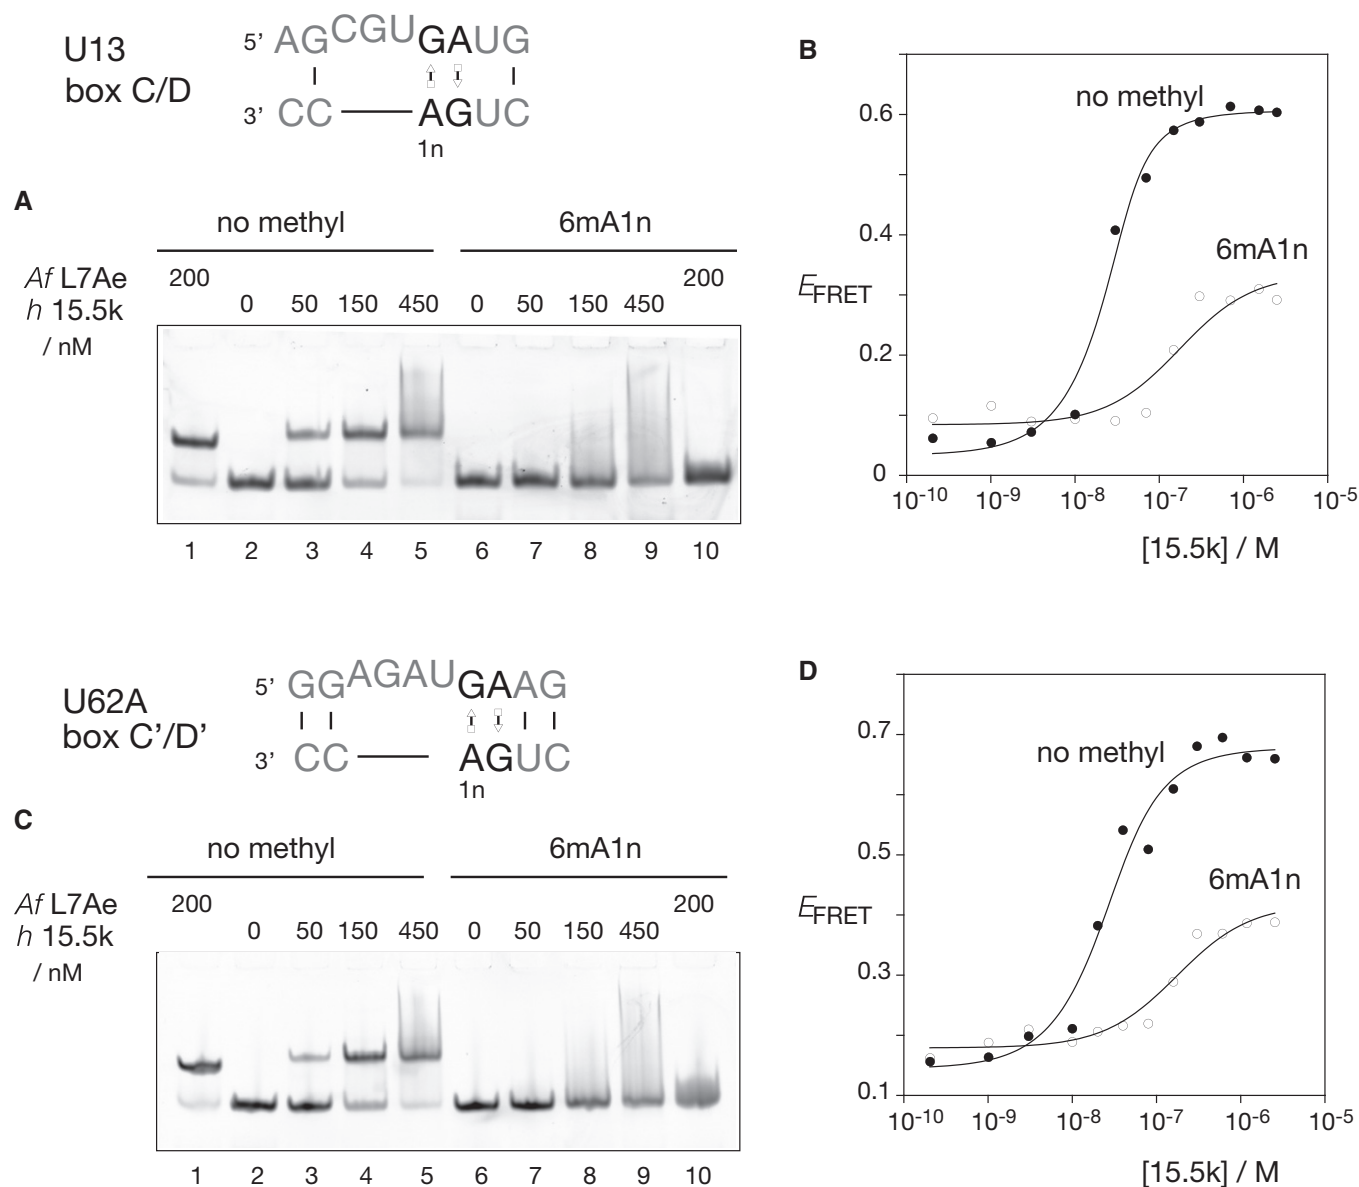 U13
box C/D
5’ AGCGUGAUG
3’ CC AGUC
1n
A
no methyl 6mA1n
Af L7Ae 200 200
h 15.5k 0 50 150 450 0 50 150 450
/ nM
1 2 3 4 5 6 7 8 9 10
B
no methyl
6mA1n
EFRET
0.6
0.4
0.2
0
10-10 10-9 10-8 10-7 10-6 10-5
[15.5k] / M
U62A
box C’/D’
5’ GGAGAUGAAG
3’ CC AGUC
1n
C
no methyl 6mA1n
Af L7Ae 200 200
h 15.5k 0 50 150 450 0 50 150 450
/ nM
1 2 3 4 5 6 7 8 9 10
D
no methyl
6mA1n
EFRET
0.7
0.5
0.3
0.1
10-10 10-9 10-8 10-7 10-6 10-5
[15.5k] / M